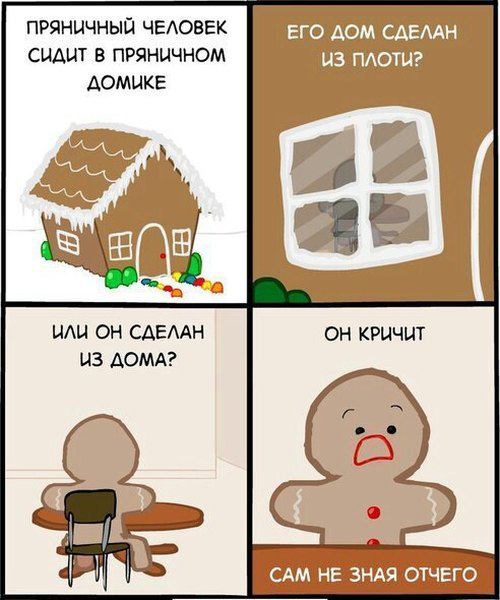 ПРЯНИЧНЫЙ ЧЕЛОВЕК
СИДИТ В ПРЯНИЧНОМ
ДОМИКЕ
ЕГО ДОМ СДЕЛАН
ИЗ ПЛОТИ?
ИЛИ ОН СДЕЛАН
ИЗ ДОМА?
ОН КРИЧИТ
САМ НЕ ЗНАЯ ОТЧЕГО